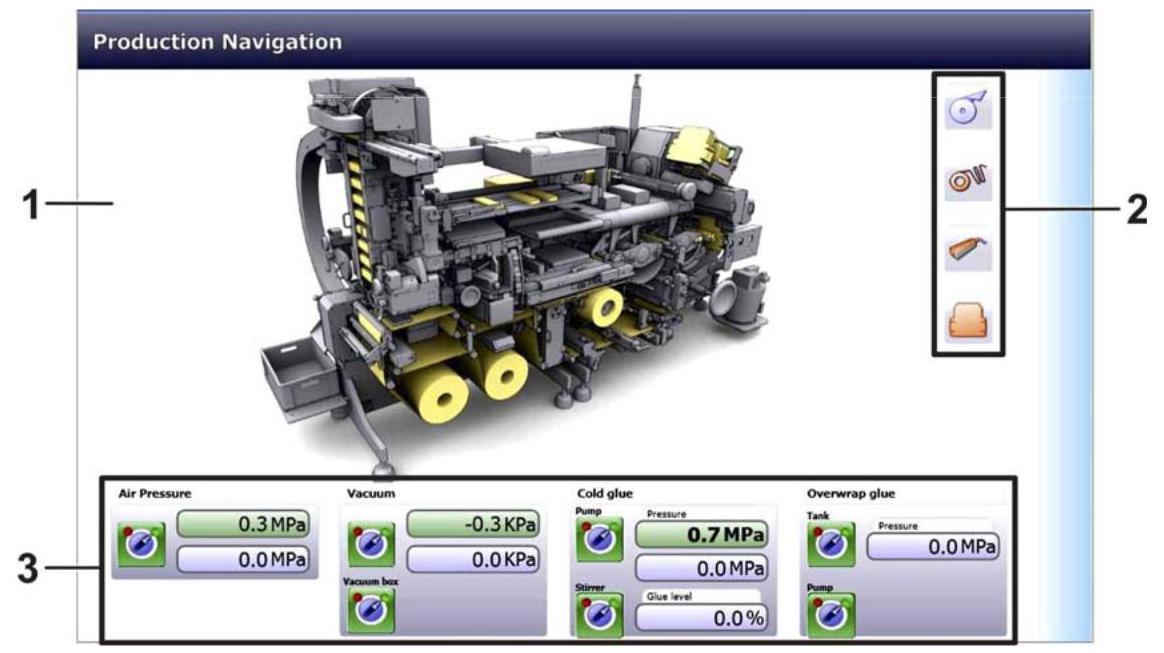 Production Navigation
1
2
3
Air Pressure
0.3 MPa
0.0 MPa
Vacuum
-0.3 KPa
0.0 KPa
Vacuum box
Cold glue
Pump
Pressure
0.7 MPa
0.0 MPa
Stirrer
Glue level
0.0 %
Overwrap glue
Tank
Pressure
0.0 MPa
Pump